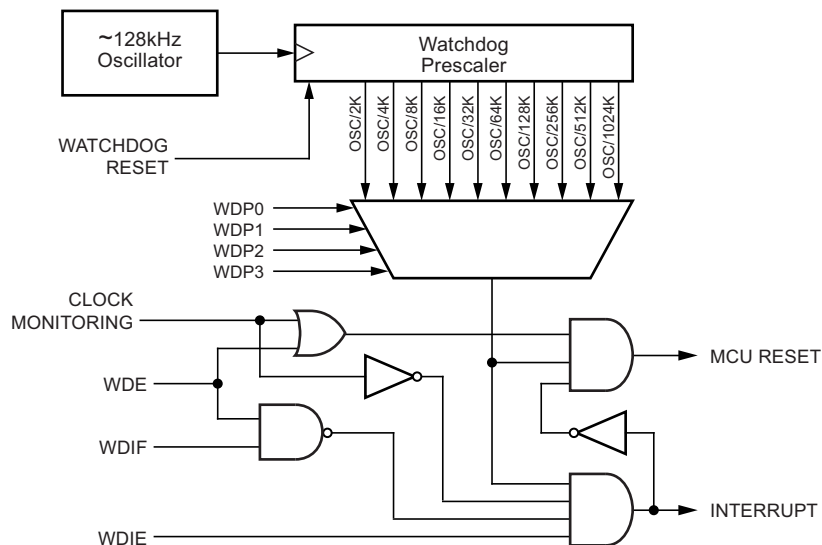 ~128kHz
Oscillator
Watchdog
Prescaler
OSC/2K
OSC/4K
OSC/8K
OSC/16K
OSC/32K
OSC/64K
OSC/128K
OSC/256K
OSC/512K
OSC/1024K
WATCHDOG
RESET
WDP0
WDP1
WDP2
WDP3
CLOCK
MONITORING
MCU RESET
WDE
WDIF
INTERRUPT
WDIE